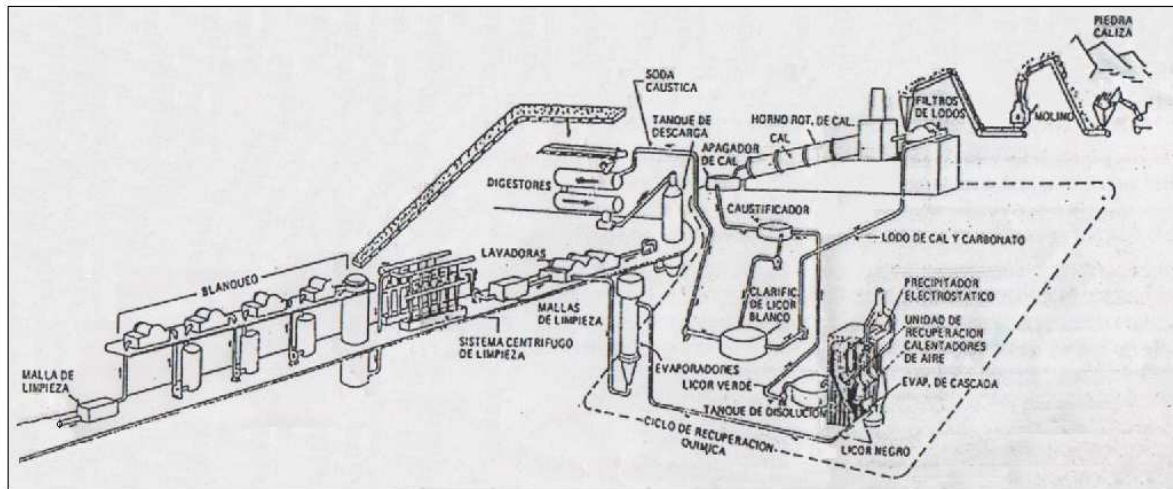 PIEDRA
CALIZA
SODA
CAUSTICA
TANQUE DE
DESCARGA
HORNO ROT. DE CAL.
CAL
FILTROS
DE LODOS
MOLINO
APAGADOR
DE CAL
DIGESTORES
CAUSTIFICADOR
LODO DE CAL Y CARBONATO
LAVADORAS
BLANQUEO
PRECIPITADOR
ELECTROSTATICO
CLARIFIC.
DE LICOR
BLANCO
MALLAS
DE LIMPIEZA
UNIDAD DE
RECUPERACION
CALENTADORES
DE AIRE
SISTEMA CENTRIFUGO
DE LIMPIEZA
MALLA DE
LIMPIEZA
EVAPORADORES
LICOR VERDE
EVAP. DE CASCADA
TANQUE DE DISOLUCION
CICLO DE RECUPERACION
QUIMICA
LICOR NEGRO